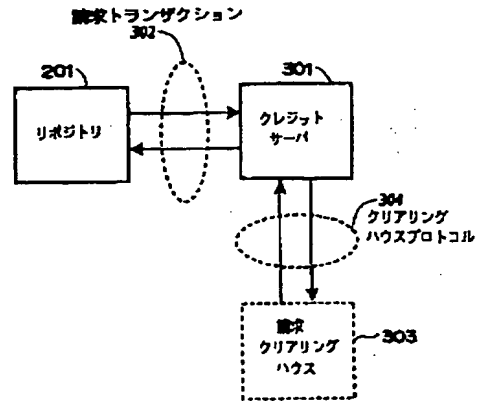 請求トランザクション
302
201
301
リポジトリ
クレジット
サーバ
304
クリアリング
ハウスプロトコル
請求
クリアリング
ハウス
303